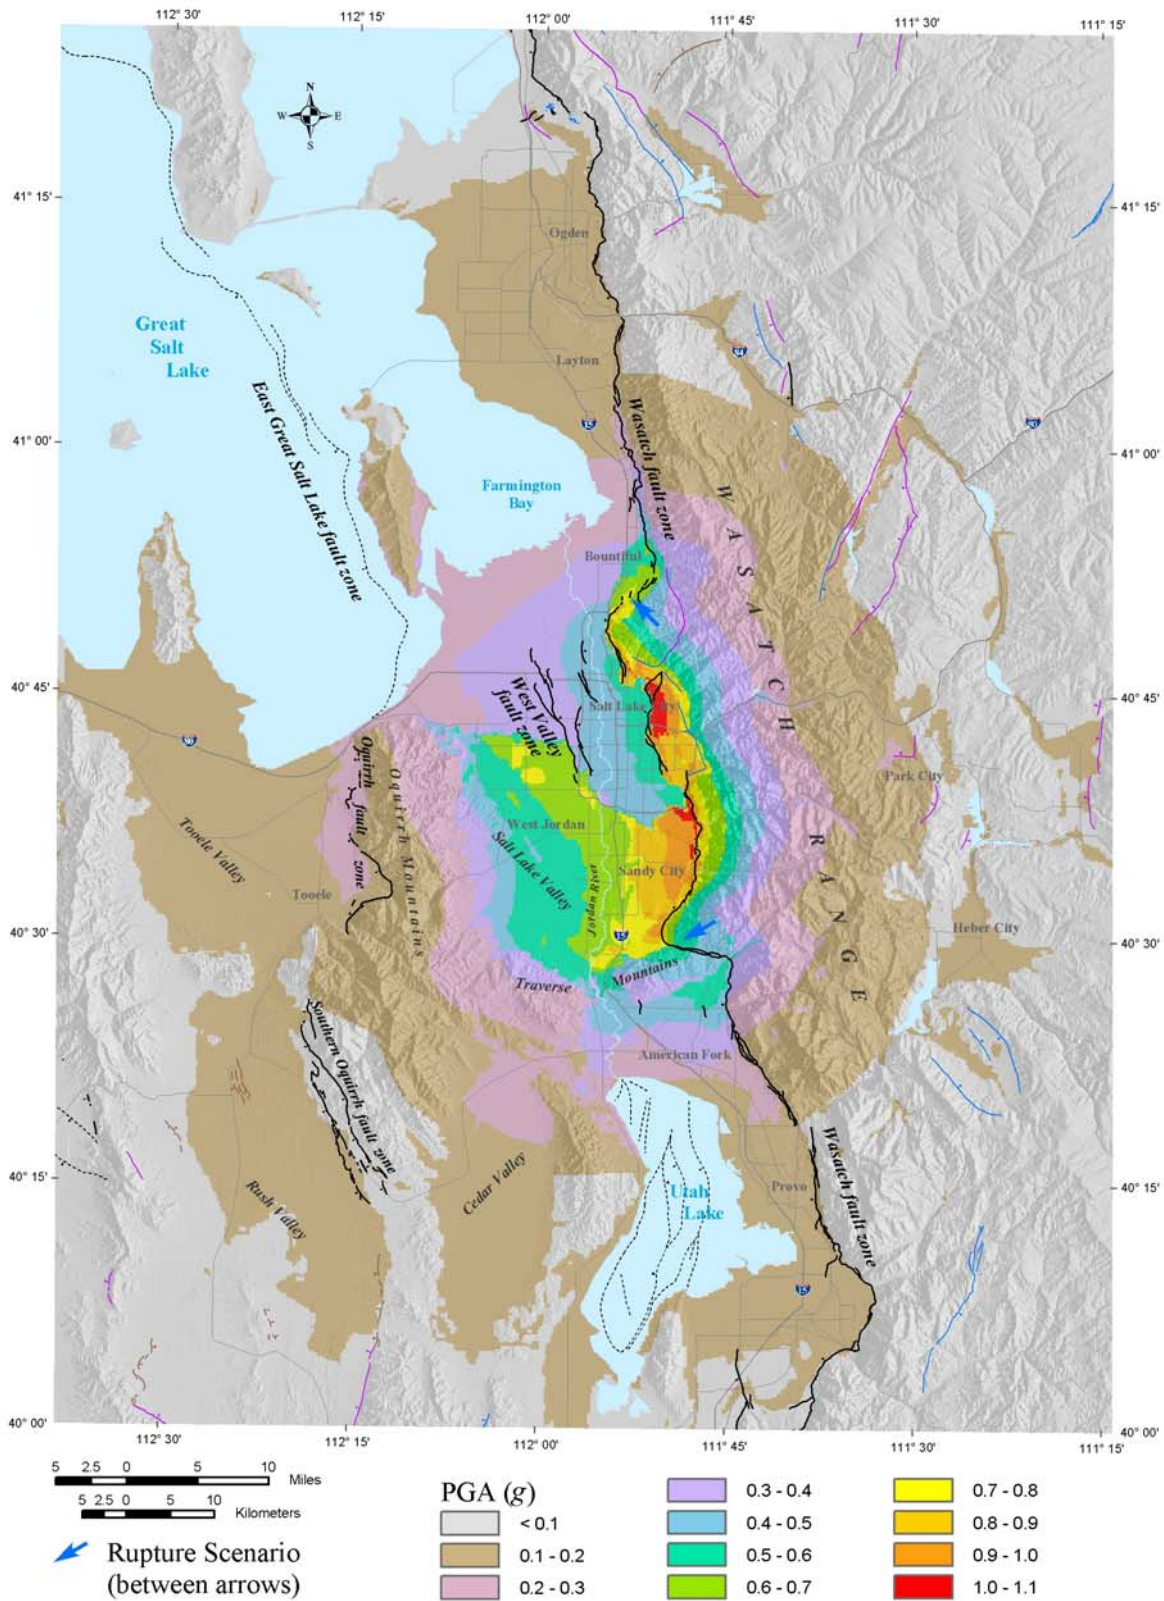 112° 30'
112° 15'
112° 00'
111° 45'
111° 30'
111° 15'
N
W
E
S
41° 15'
41° 15'
Ogden
Great
Salt
Lake
84
Layton
East Great Salt Lake fault zone
Wasatch fault zone
15
80
41° 00'
41° 00'
Farmington
Bay
WASATCH
RANGE
Bountiful
40° 45'
40° 45'
West Valley
fault zone
Salt Lake City
80
Oquirrh fault zone
Oquirrh Mountains
Park City
Tooele Valley
West Jordan
Salt Lake Valley
Jordan River
Sandy City
Tooele
15
Heber City
40° 30'
40° 30'
Traverse
Mountains
Southern Oquirrh fault zone
American Fork
40° 15'
40° 15'
Rush Valley
Cedar Valley
Utah
Lake
Provo
Wasatch fault zone
15
40° 00'
40° 00'
112° 30'
112° 15'
112° 00'
111° 45'
111° 30'
111° 15'
5 2.5 0 5 10
Miles
5 2.5 0 5 10
Kilometers
Rupture Scenario
(between arrows)
PGA (g)
< 0.1
0.1 - 0.2
0.2 - 0.3
0.3 - 0.4
0.4 - 0.5
0.5 - 0.6
0.6 - 0.7
0.7 - 0.8
0.8 - 0.9
0.9 - 1.0
1.0 - 1.1